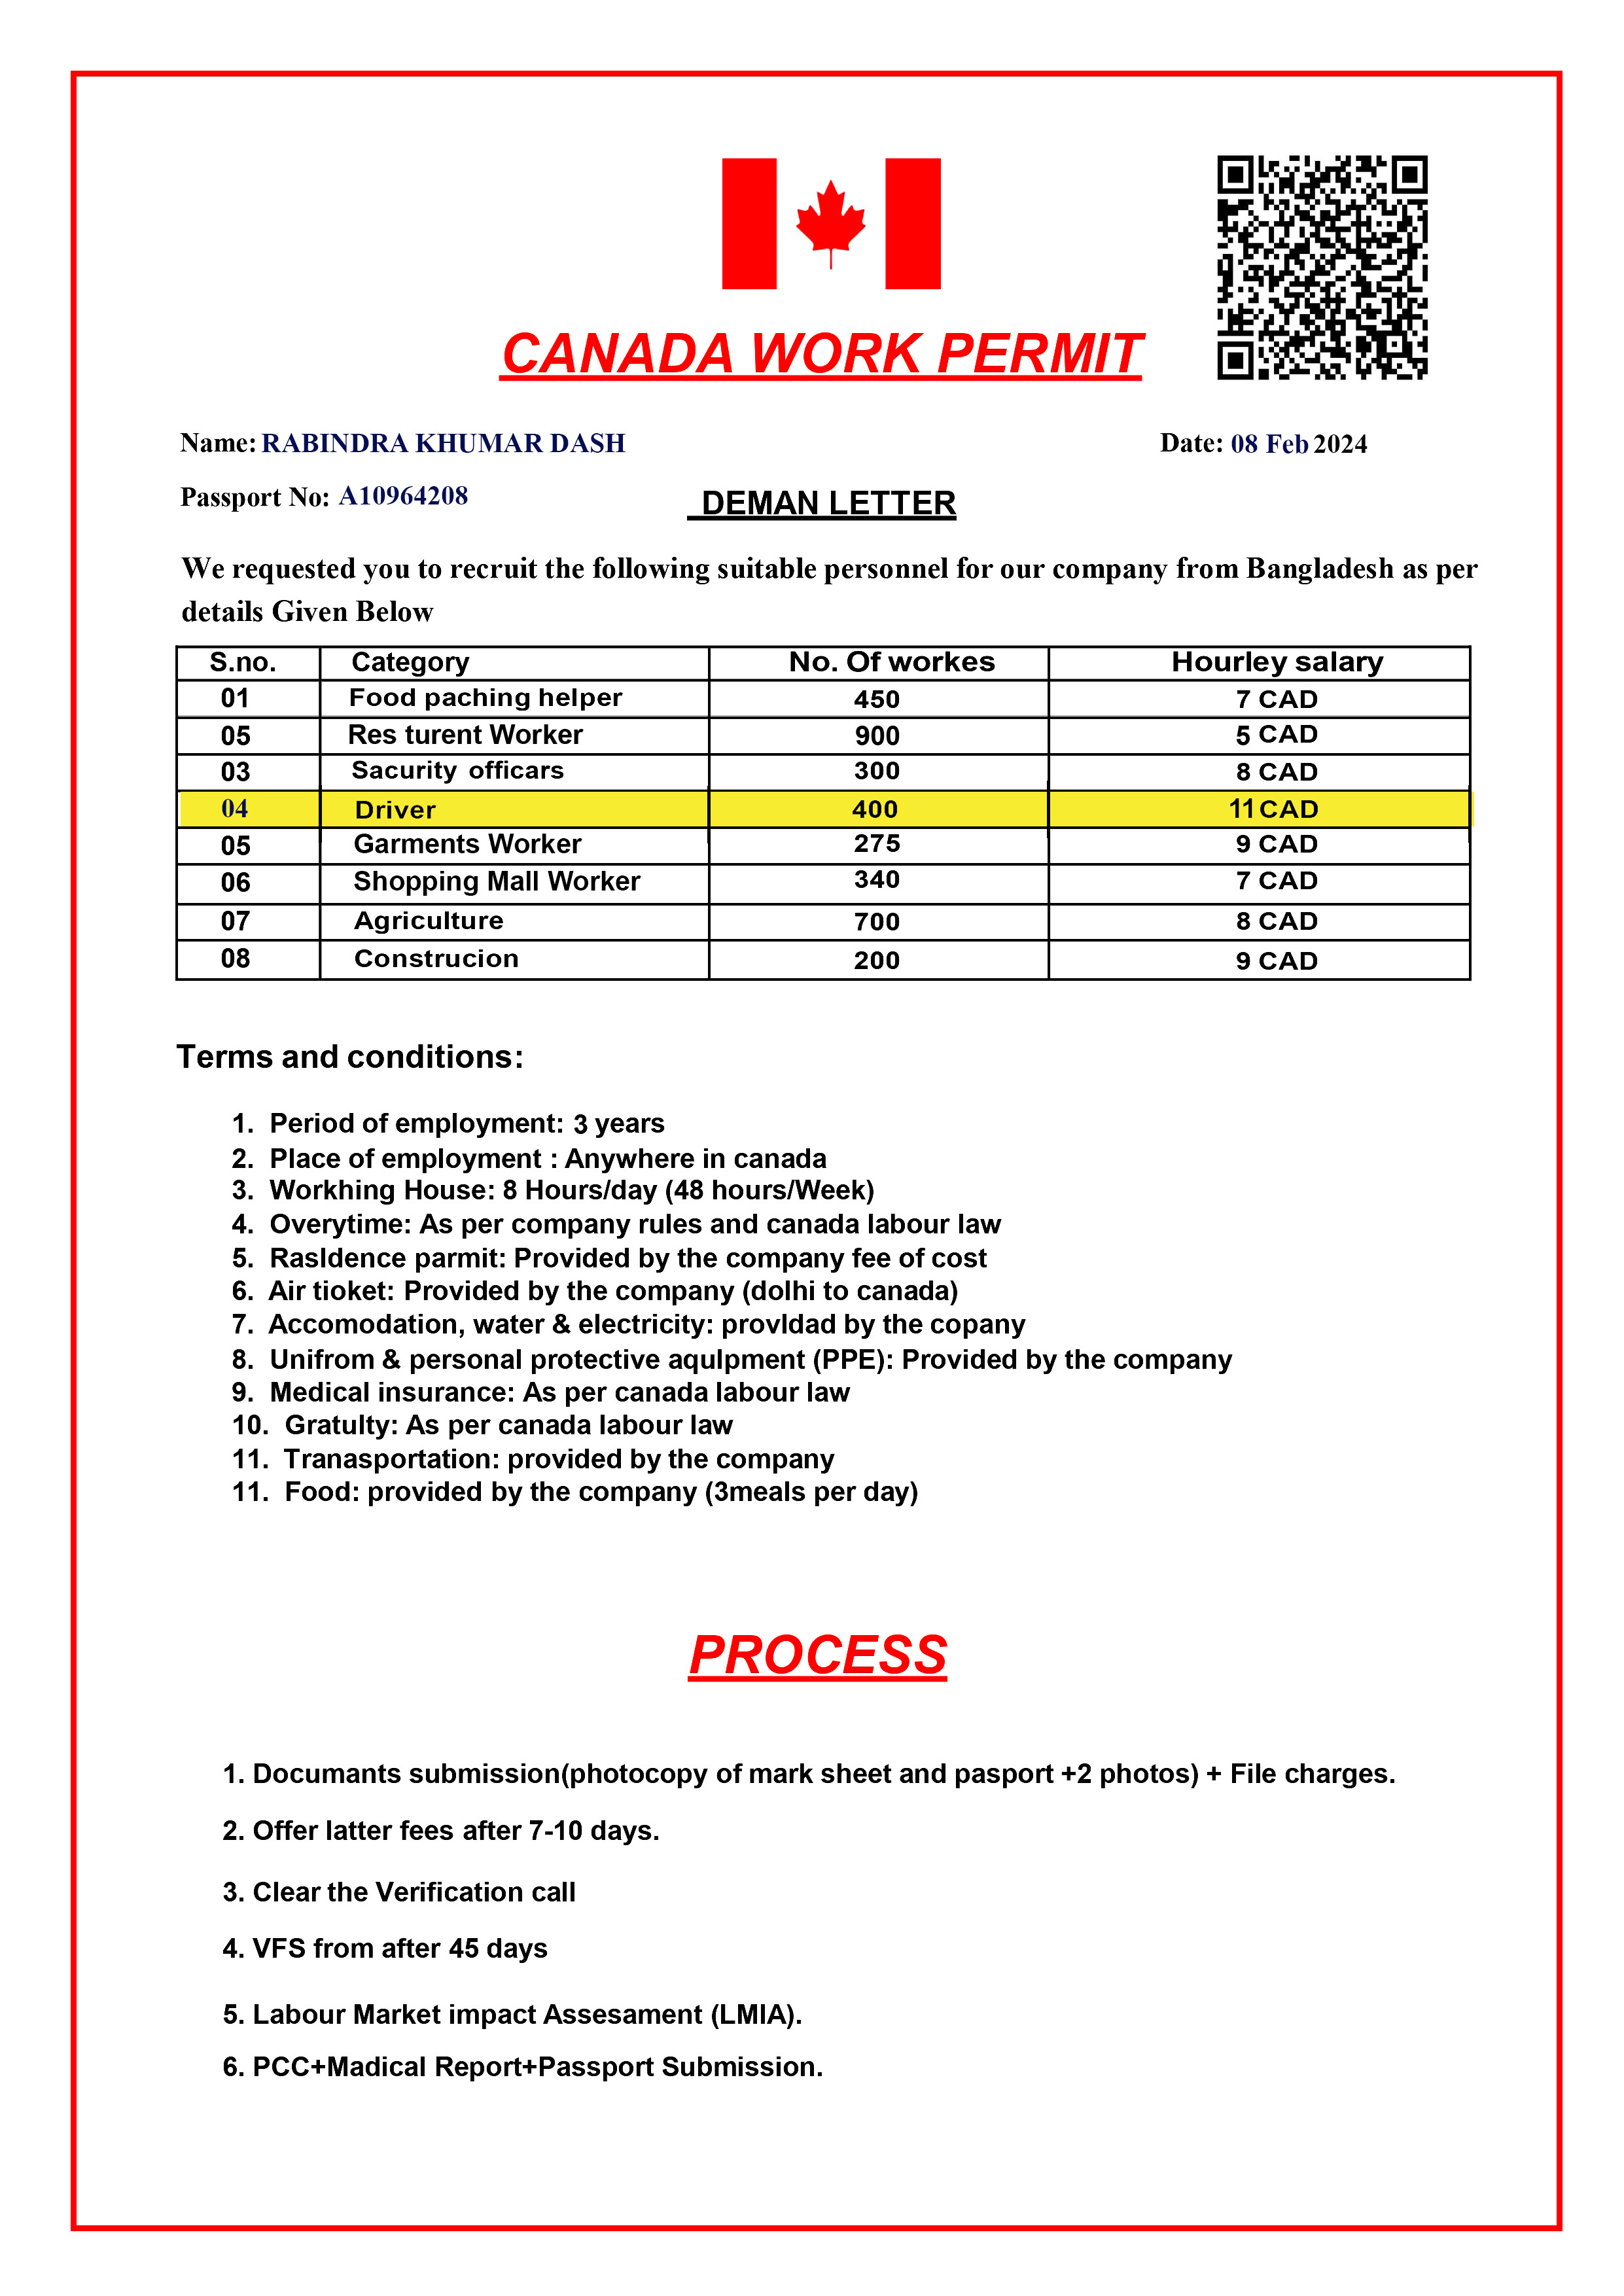 CANADA WORK PERMIT
Name: RABINDRA KHUMAR DASH Date: 08 Feb 2024
Passport No: A10964208
DEMAN LETTER
We requested you to recruit the following suitable personnel for our company from Bangladesh as per
details Given Below
S.no. Category No. Of workes Hourley salary
01 Food paching helper 450 7 CAD
05 Res turent Worker 900 5 CAD
03 Sacurity officars 300 8 CAD
04 Driver 400 11 CAD
05 Garments Worker 275 9 CAD
06 Shopping Mall Worker 340 7 CAD
07 Agriculture 700 8 CAD
08 Construcion 200 9 CAD
Terms and conditions:
1. Period of employment: 3 years
2. Place of employment : Anywhere in canada
3. Workhing House: 8 Hours/day (48 hours/Week)
4. Overytime: As per company rules and canada labour law
5. Rasldence parmit: Provided by the company fee of cost
6. Air tioket: Provided by the company (dolhi to canada)
7. Accomodation, water & electricity: provldad by the copany
8. Unifrom & personal protective aqulpment (PPE): Provided by the company
9. Medical insurance: As per canada labour law
10. Gratulty: As per canada labour law
11. Tranasportation: provided by the company
11. Food: provided by the company (3meals per day)
PROCESS
1. Documants submission(photocopy of mark sheet and pasport +2 photos) + File charges.
2. Offer latter fees after 7-10 days.
3. Clear the Verification call
4. VFS from after 45 days
5. Labour Market impact Assesament (LMIA).
6. PCC+Madical Report+Passport Submission.